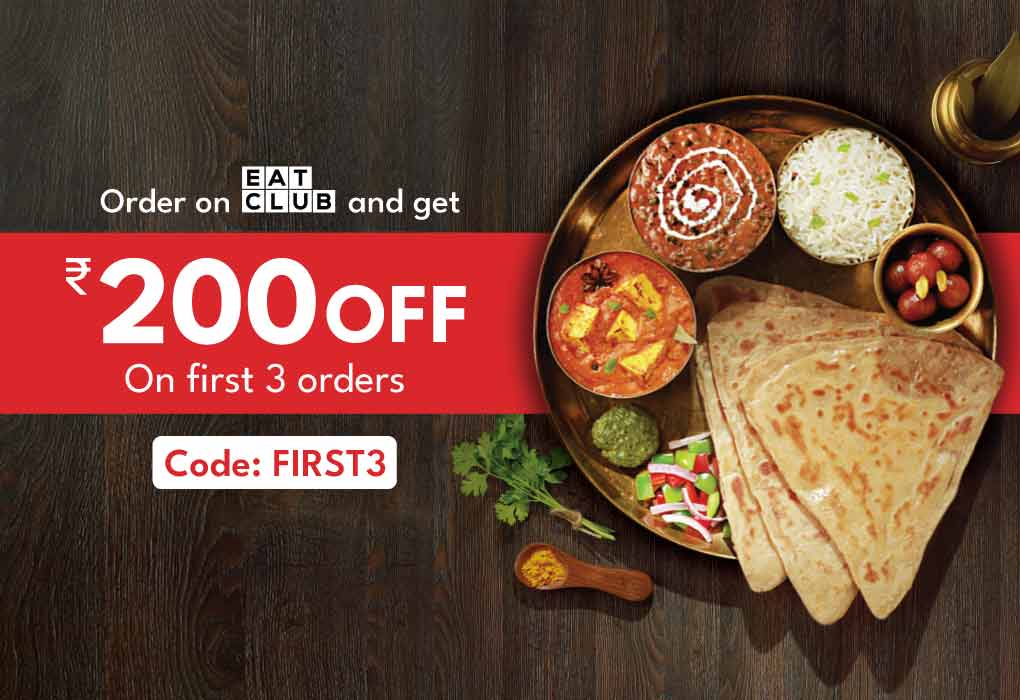 Order on EAT CLUB and get
₹200 OFF
On first 3 orders
Code: FIRST3